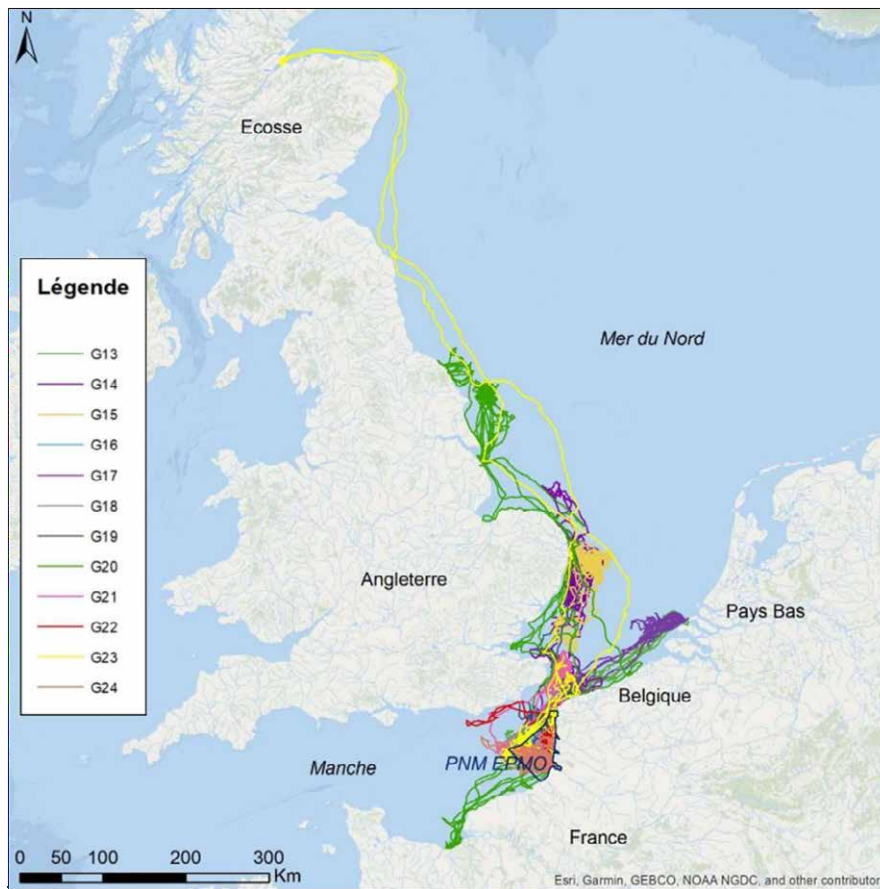 N
Ecosse
Légende
G13
G14
G15
G16
G17
G18
G19
G20
G21
G22
G23
G24
Mer du Nord
Angleterre
Pays Bas
Belgique
PNM EPMO
Manche
France
0 50 100 200 300
Km
Esri, Garmin, GEBCO, NOAA NGDC, and other contributor